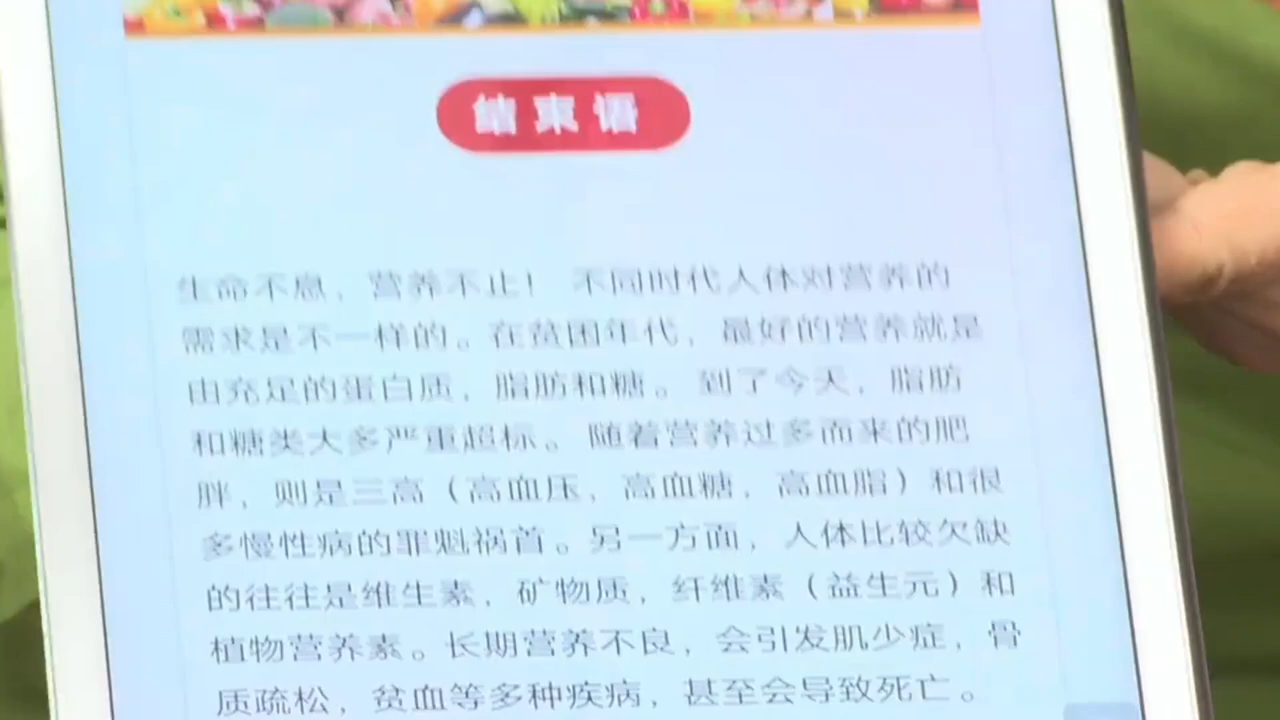 结束语
生命不息，营养不止！ 不同时代人体对营养的
需求是不一样的。在贫困年代，最好的营养就是
由充足的蛋白质，脂肪和糖。 到了今天，脂肪
和糖类大多严重超标。 随着营养过多而来的肥
胖，则是三高（高血压，高血糖，高血脂）和很
多慢性病的罪魁祸首。另一方面，人体比较欠缺
的往往是维生素，矿物质，纤维素（益生元）和
植物营养素。长期营养不良，会引发肌少症，骨
质疏松，贫血等多种疾病，甚至会导致死亡。